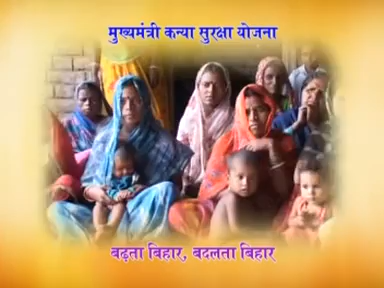 मुख्यमंत्री कन्या सुरक्षा योजना
बढ़ता बिहार, बदलता बिहार